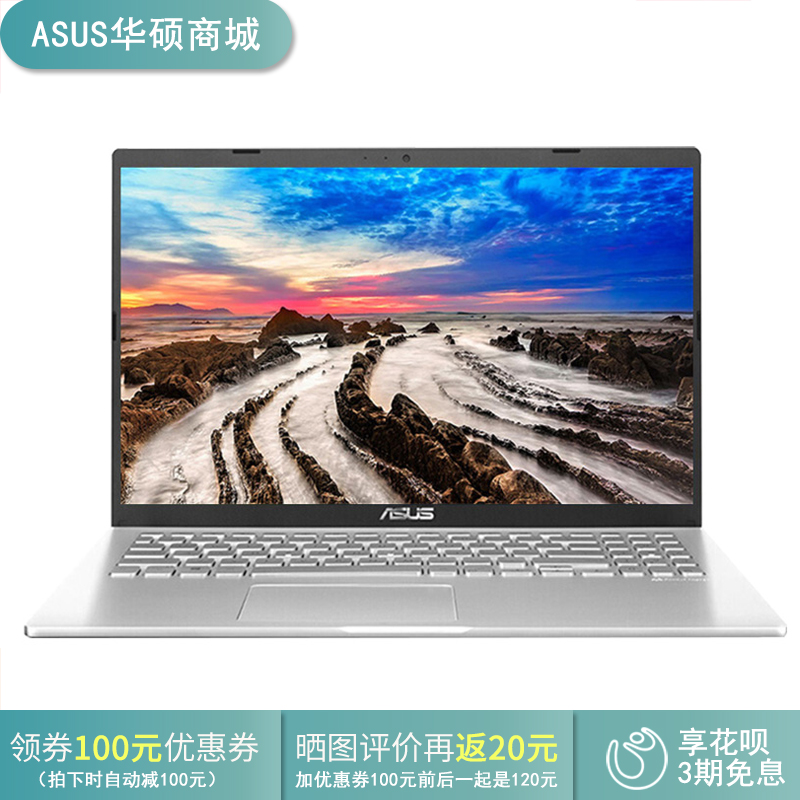 ASUS华硕商城
ASUS
领券100元优惠券
（拍下时自动减100元）
晒图评价再返20元
加优惠券100元前后一起是120元
享花呗
3期免息